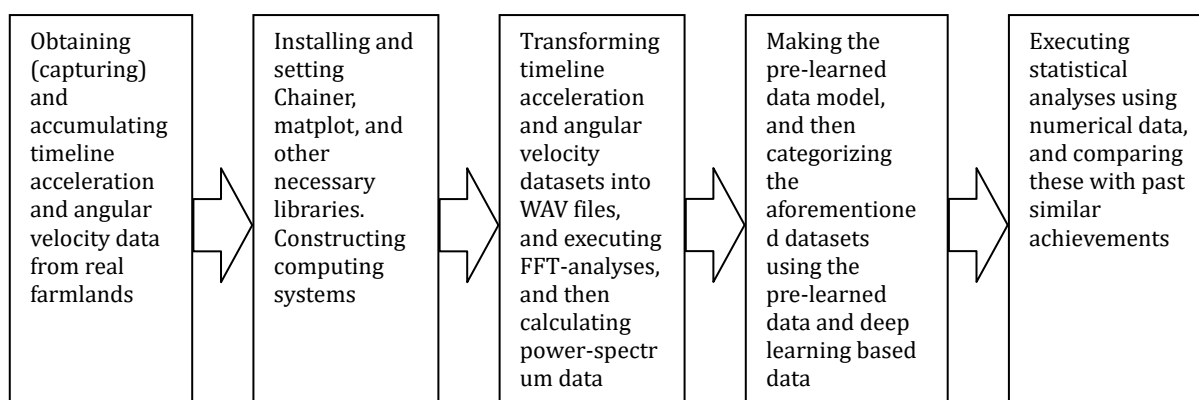 Obtaining
(capturing)
and
accumulating
timeline
acceleration
and angular
velocity data
from real
farmlands
Installing and
setting
Chainer,
matplot, and
other
necessary
libraries.
Constructing
computing
systems
Transforming
timeline
acceleration
and angular
velocity
datasets into
WAV files,
and executing
FFT-analyses,
and then
calculating
power-spectr
um data
Making the
pre-learned
data model,
and then
categorizing
the
aforementione
d datasets
using the
pre-learned
data and deep
learning based
data
Executing
statistical
analyses using
numerical data,
and comparing
these with past
similar
achievements